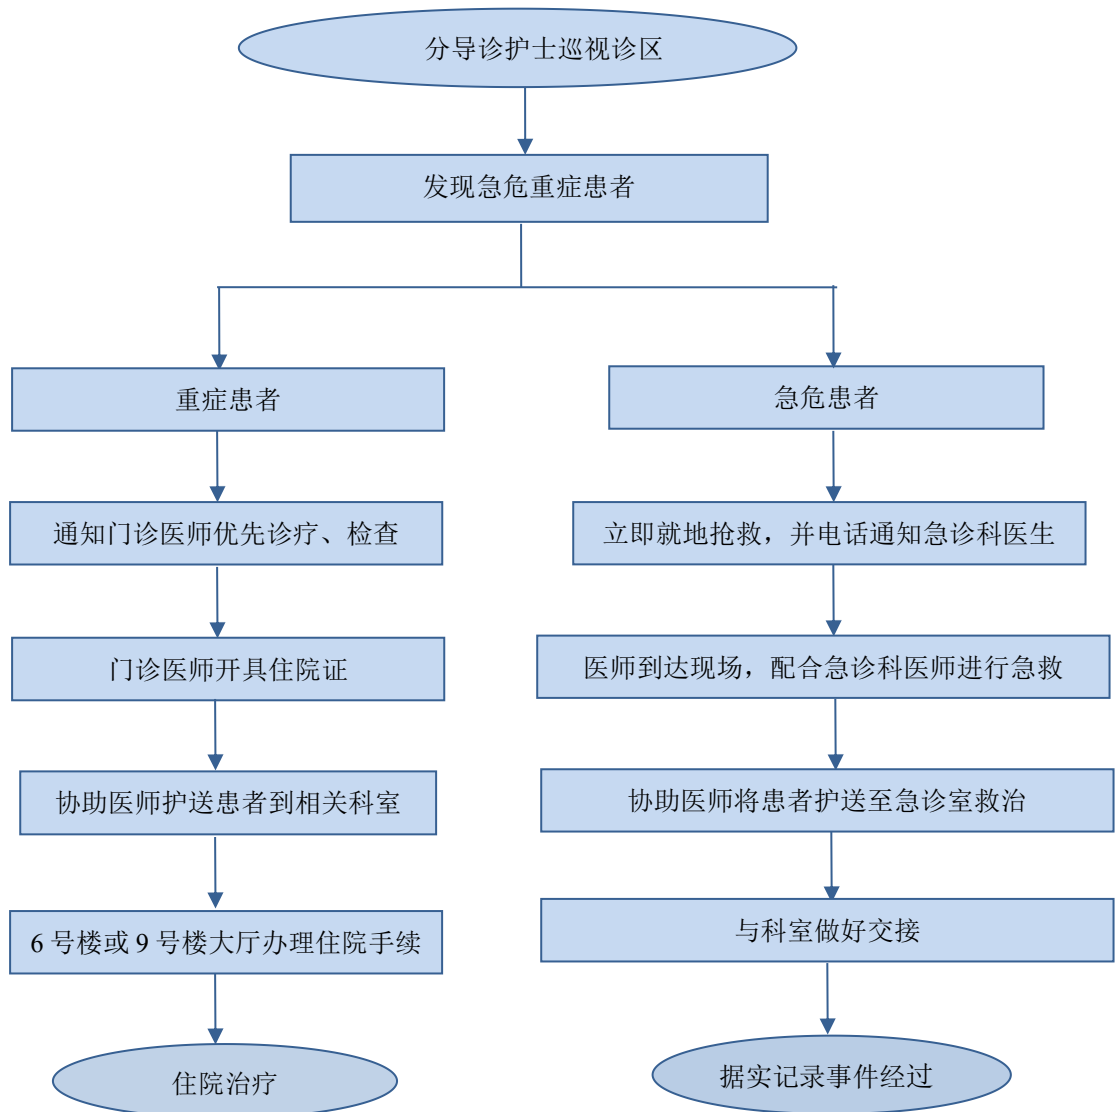 分导诊护士巡视诊区
发现急危重症患者
重症患者
急危患者
通知门诊医师优先诊疗、检查
立即就地抢救，并电话通知急诊科医生
门诊医师开具住院证
医师到达现场，配合急诊科医师进行急救
协助医师护送患者到相关科室
协助医师将患者护送至急诊室救治
6 号楼或 9 号楼大厅办理住院手续
与科室做好交接
住院治疗
据实记录事件经过